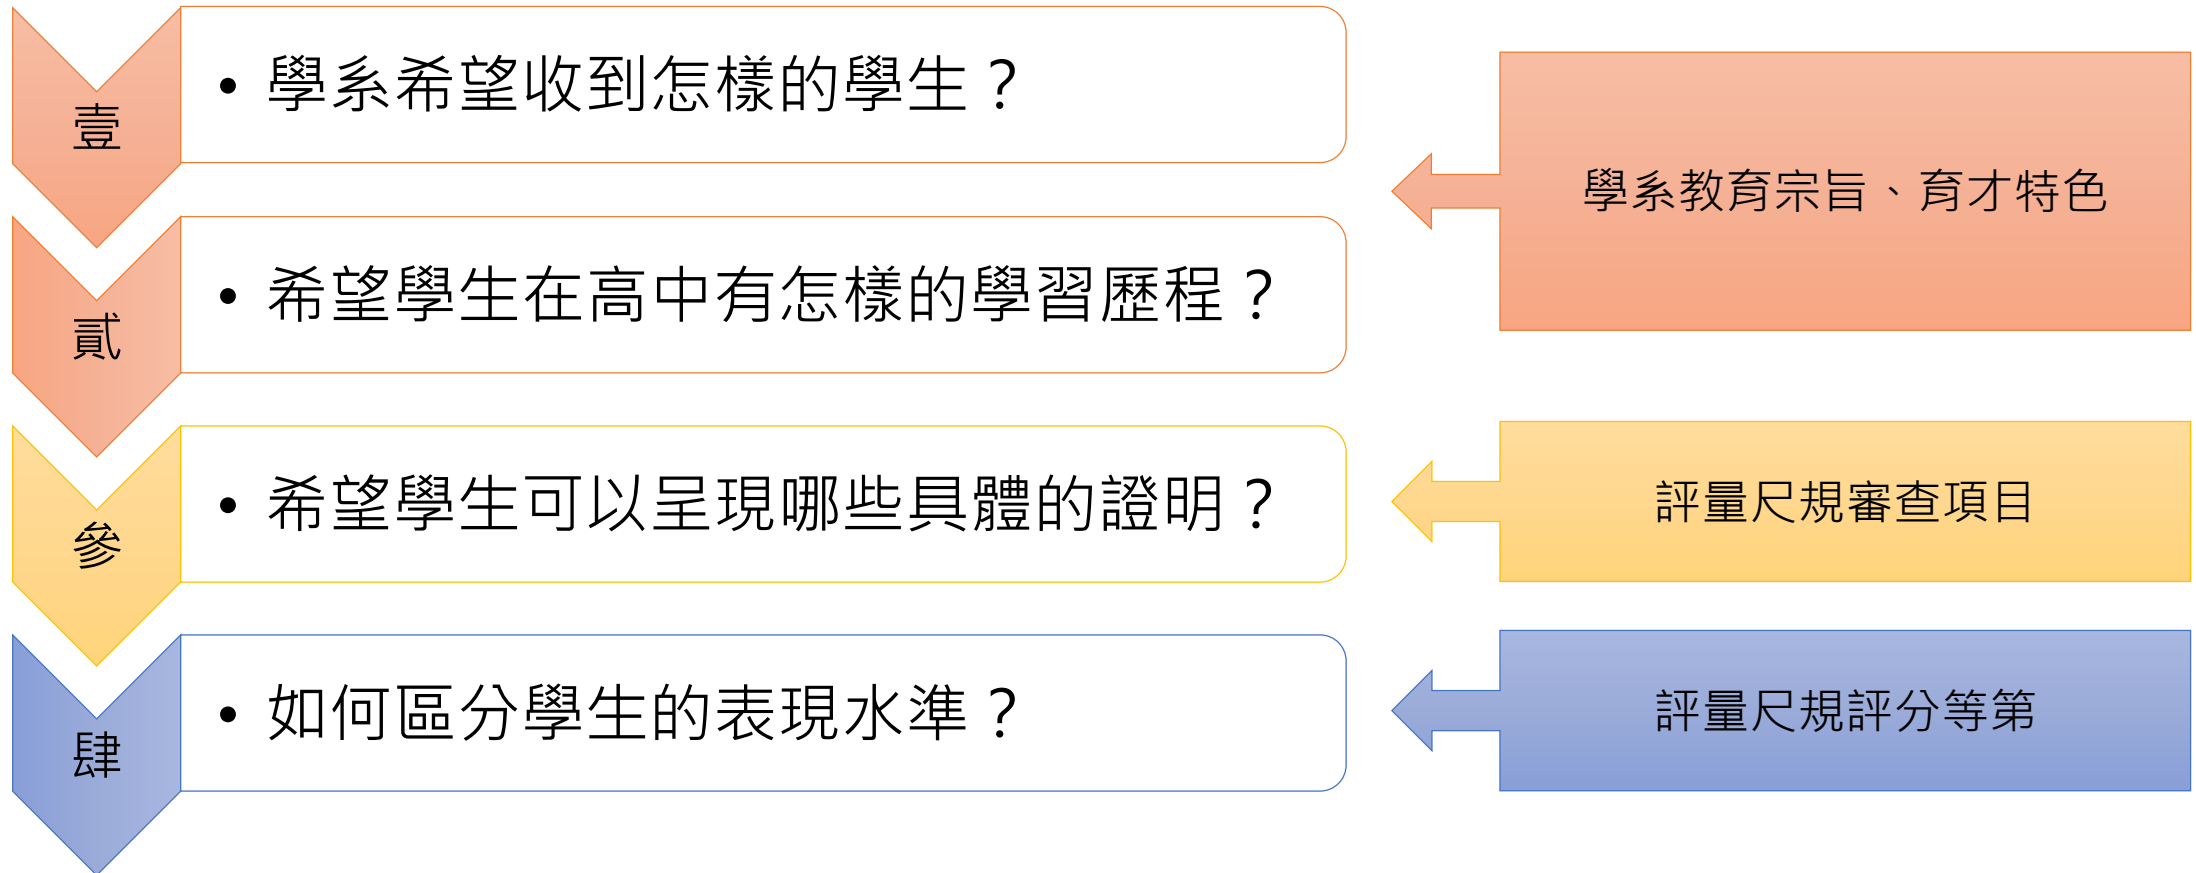 壹
• 學系希望收到怎樣的學生？
貳
• 希望學生在高中有怎樣的學習歷程？
學系教育宗旨、育才特色
參
• 希望學生可以呈現哪些具體的證明？
評量尺規審查項目
肆
• 如何區分學生的表現水準？
評量尺規評分等第